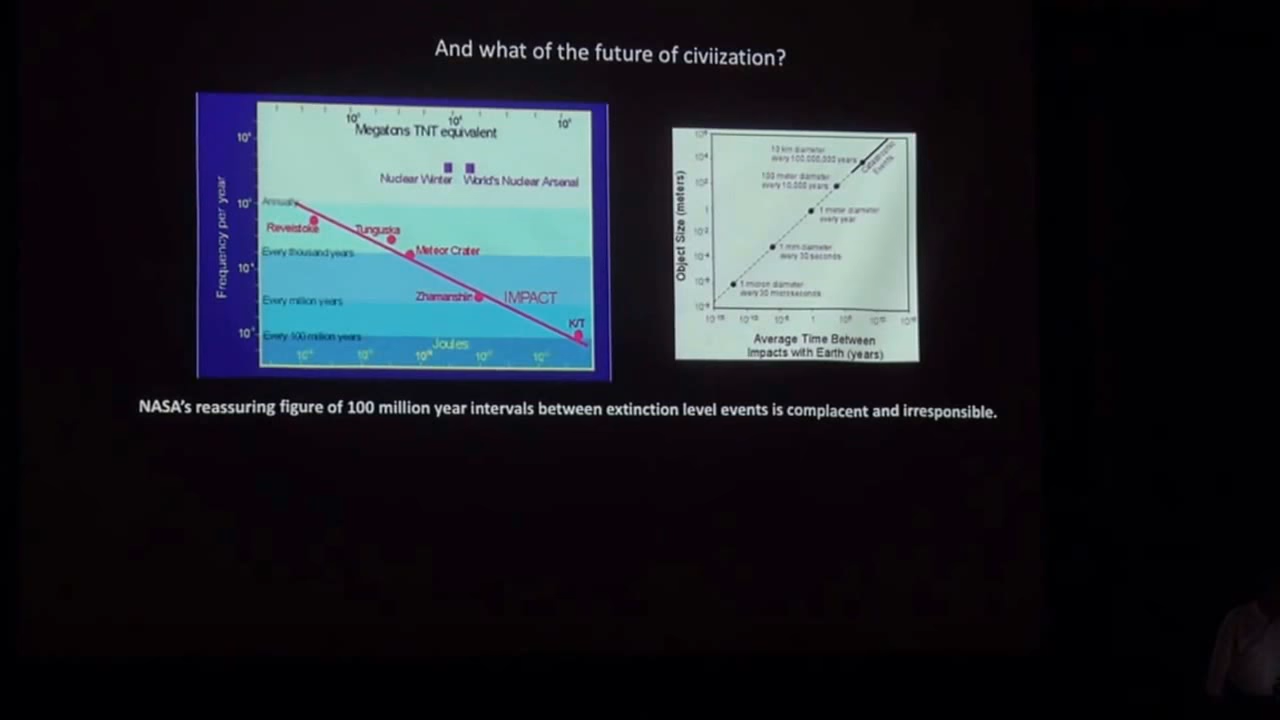 And what of the future of civiization?
Megatons TNT equivalent
Nuclear Winter
World's Nuclear Arsenal
Frequency per year
Annually
Revelstoke
Tunguska
Every thousand years
Meteor Crater
Every million years
Zhamanshin
IMPACT
K/T
Every 100 million years
Joules
Object Size (meters)
10 km diameter
every 100,000,000 years
Catastrophic
Events
100 meter diameter
every 10,000 years
1 meter diameter
every year
1 mm diameter
every 30 seconds
1 micron diameter
every 30 microseconds
Average Time Between
Impacts with Earth (years)
NASA's reassuring figure of 100 million year intervals between extinction level events is complacent and irresponsible.